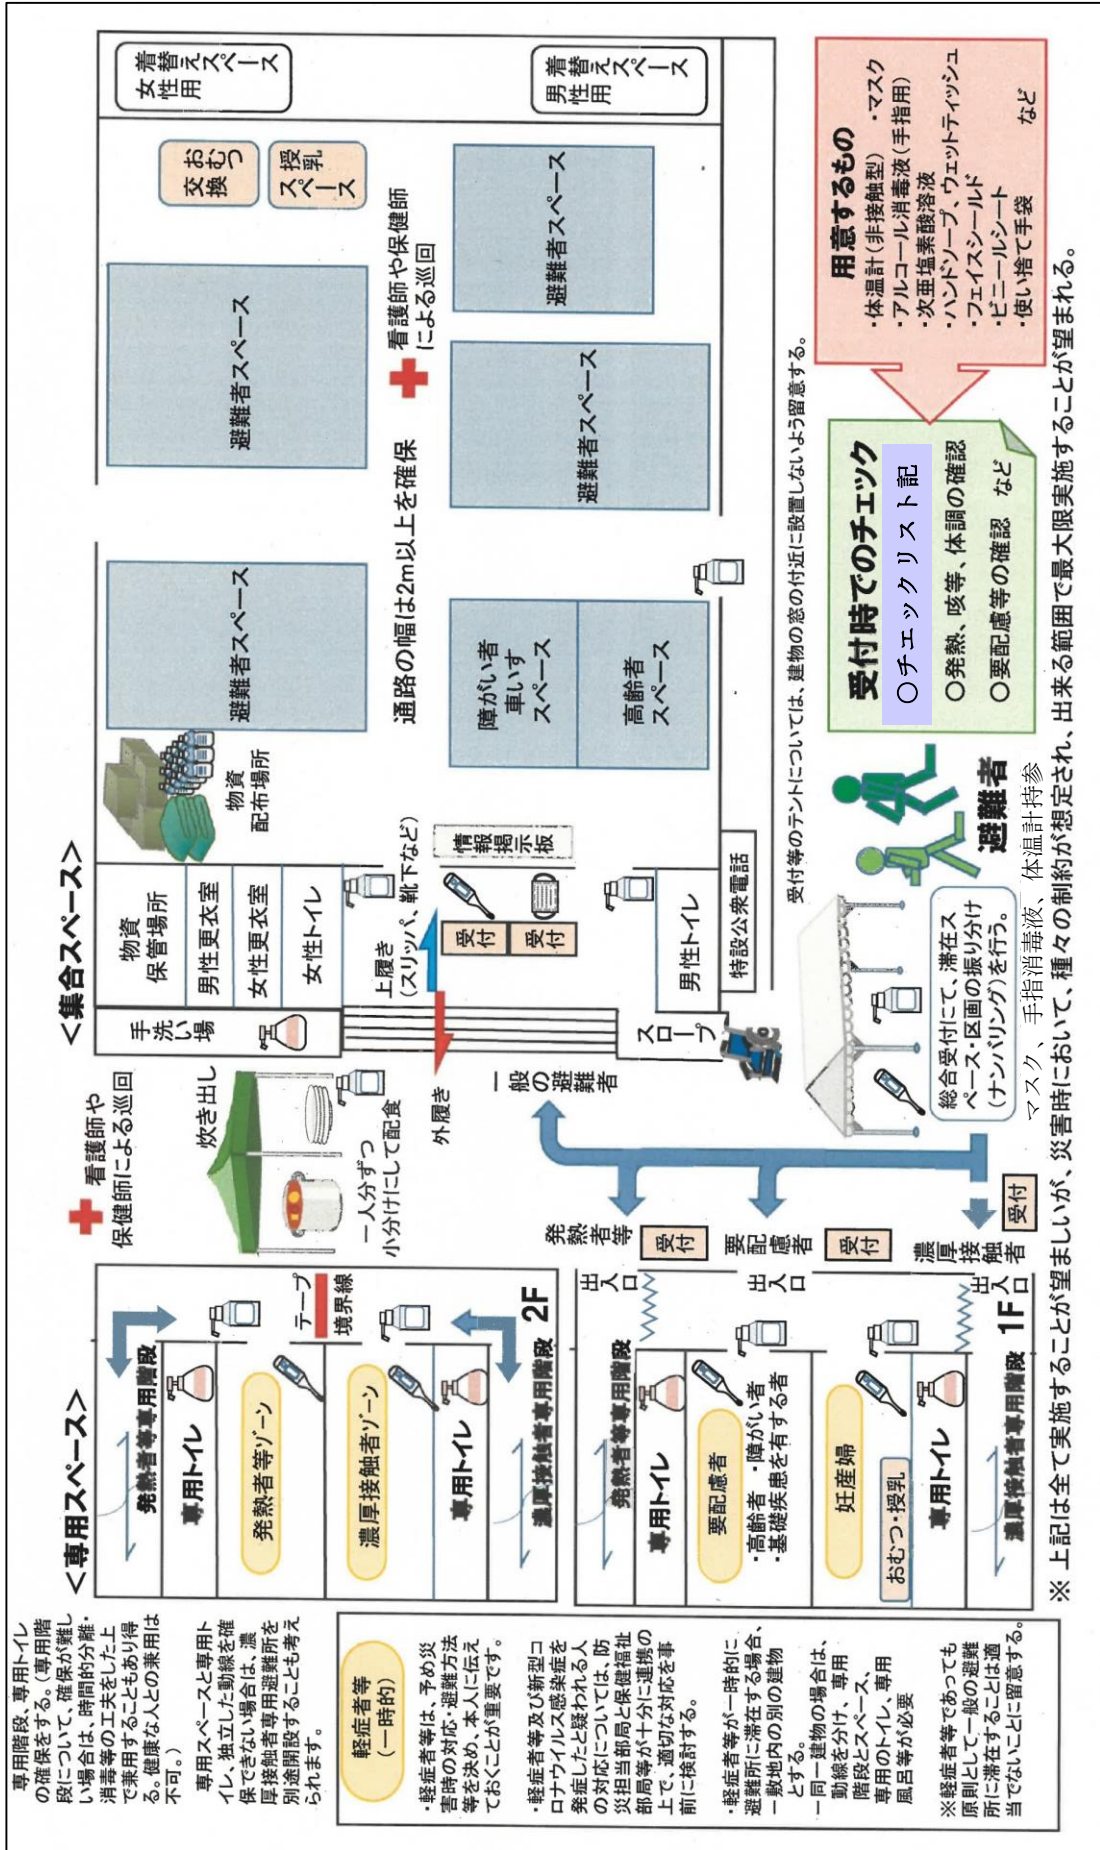 <専用スペース>
<集合スペース>
専用階段、専用トイレ
の確保をする。(専用階
段について、確保が難し
い場合は、時間的分離・
消毒等の工夫をした上
で兼用することもあり得
る。健康な人との兼用は
不可。)
専用スペースと専用ト
イレ、独立した動線を確
保できない場合は、濃
厚接触者専用避難所を
別途開設することも考え
られます。
軽症者等
(一時的)
・軽症者等は、予め災
害時の対応・避難方法
等を決め、本人に伝え
ておくことが重要です。
・軽症者等及び新型コ
ロナウイルス感染症を
発症したと疑われる人
の対応については、防
災担当部局と保健福祉
部局等が十分に連携の
上で、適切な対応を事
前に検討する。
・軽症者等が一時的に
避難所に滞在する場合、
ー敷地内の別の建物
とする。
ー同一建物の場合は、
動線を分け、専用
階段とスペース、
専用のトイレ、専用
風呂等が必要
※軽症者等であっても
原則として一般の避難
所に滞在することは適
当でないことに留意する。
発熱者等専用階段
専用トイレ
発熱者等ゾーン
濃厚接触者ゾーン
専用トイレ
濃厚接触者専用階段
テープ
境界線
2F
発熱者等専用階段
専用トイレ
要配慮者
・高齢者・障がい者
・基礎疾患を有する者
妊産婦
おむつ・授乳
専用トイレ
濃厚接触者専用階段
1F
出入口
出入口
出入口
看護師や
保健師による巡回
炊き出し
一人分ずつ
小分けにして配食
外履き
一般の避難者
発熱者等
受付
要配慮者
受付
濃厚接触者
受付
手洗い場
スロープ
物資
保管場所
男性更衣室
女性更衣室
女性トイレ
上履き
(スリッパ、靴下など)
受付
受付
情報掲示板
男性トイレ
特設公衆電話
物資
配布場所
避難者スペース
避難者スペース
通路の幅は2m以上を確保
看護師や保健師
による巡回
障がい者
車いす
スペース
高齢者
スペース
避難者スペース
避難者スペース
おむつ
交換
授乳
スペース
女性用
着替えスペース
男性用
着替えスペース
受付等のテントについては、建物の窓の付近に設置しないよう留意する。
総合受付にて、滞在ス
ペース・区画の振り分け
(ナンバリング)を行う。
避難者
マスク、手指消毒液、体温計持参
受付時でのチェック
○チェックリスト記
○発熱、咳等、体調の確認
○要配慮等の確認 など
用意するもの
・体温計(非接触型) ・マスク
・アルコール消毒液(手指用)
・次亜塩素酸溶液
・ハンドソープ、ウェットティッシュ
・フェイスシールド
・ビニールシート
・使い捨て手袋 など
※ 上記は全て実施することが望ましいが、災害時において、種々の制約が想定され、出来る範囲で最大限実施することが望まれる。